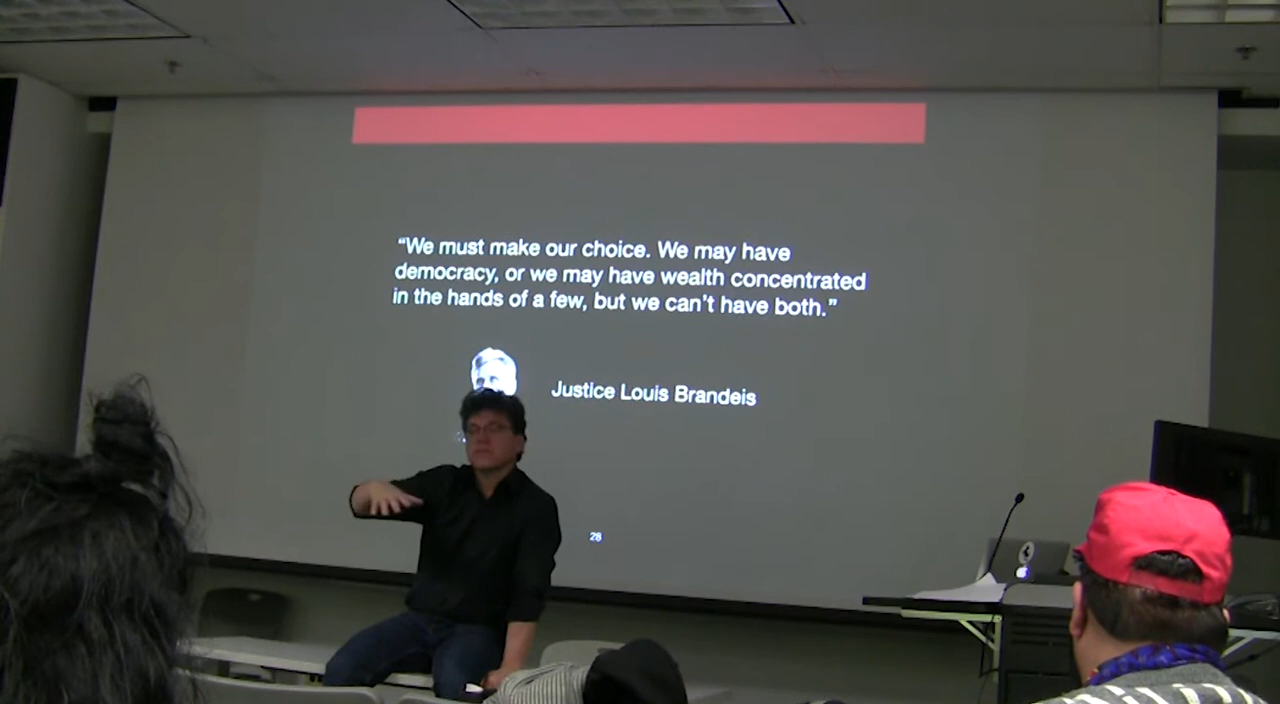 “We must make our choice. We may have
democracy, or we may have wealth concentrated
in the hands of a few, but we can't have both.”
Justice Louis Brandeis
28